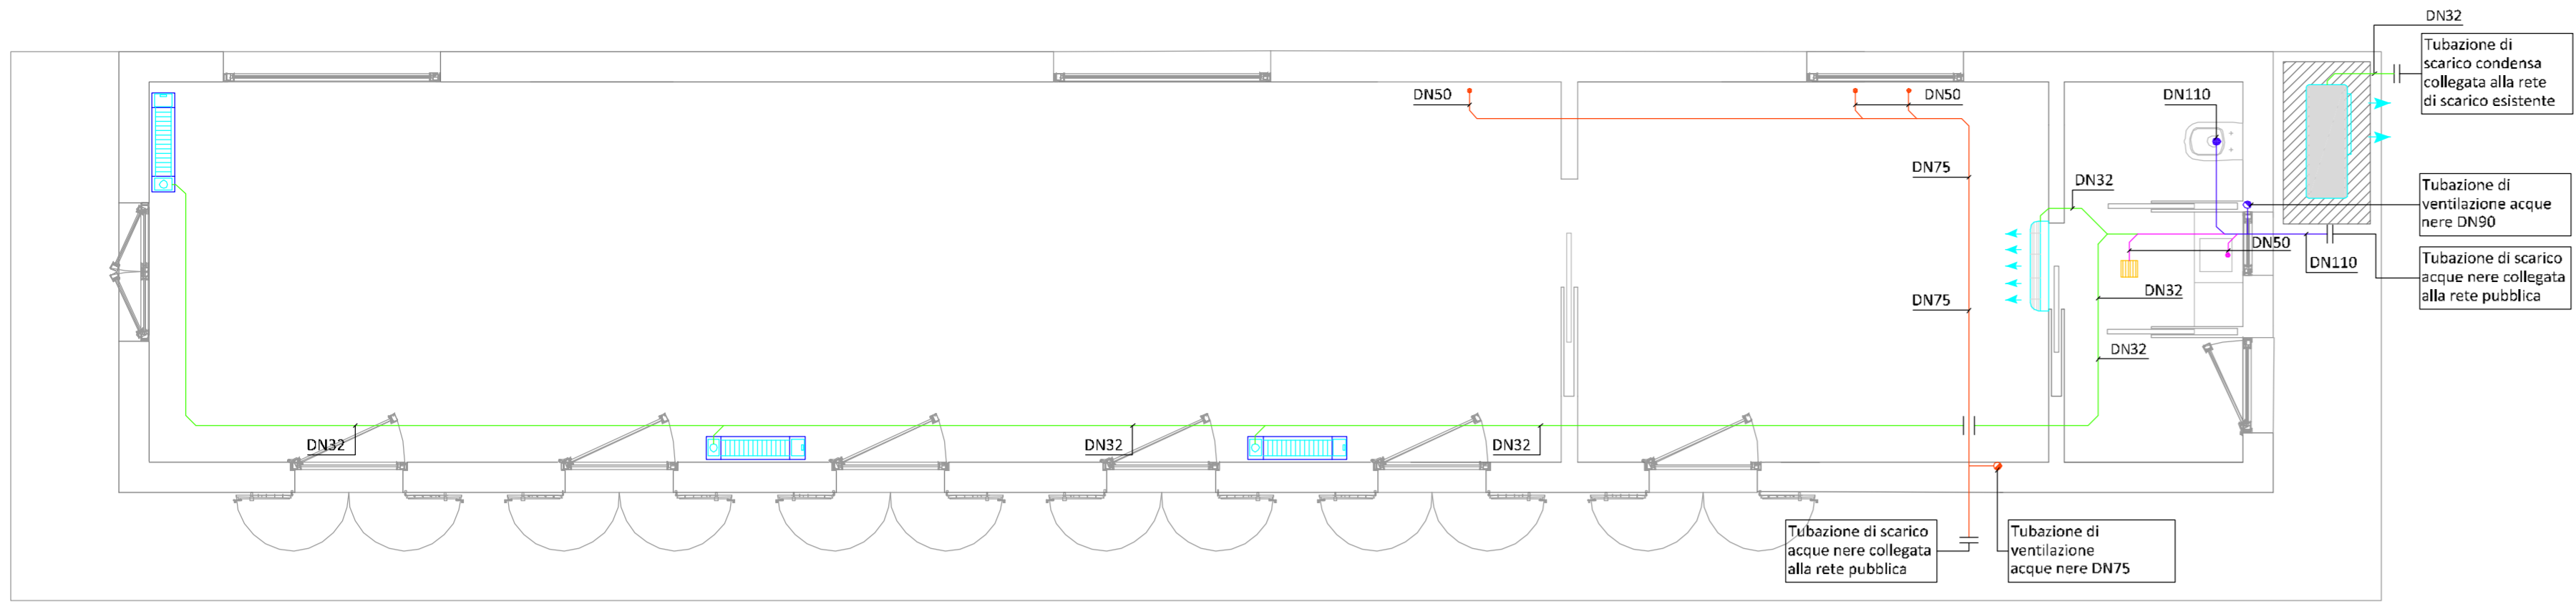 DN32
Tubazione di
scarico condensa
collegata alla rete
di scarico esistente
DN50
DN50
DN110
DN75
DN32
Tubazione di
ventilazione acque
nere DN90
DN50
DN110
Tubazione di scarico
acque nere collegata
alla rete pubblica
DN32
DN75
DN32
DN32
DN32
DN32
Tubazione di scarico
acque nere collegata
alla rete pubblica
Tubazione di
ventilazione
acque nere DN75